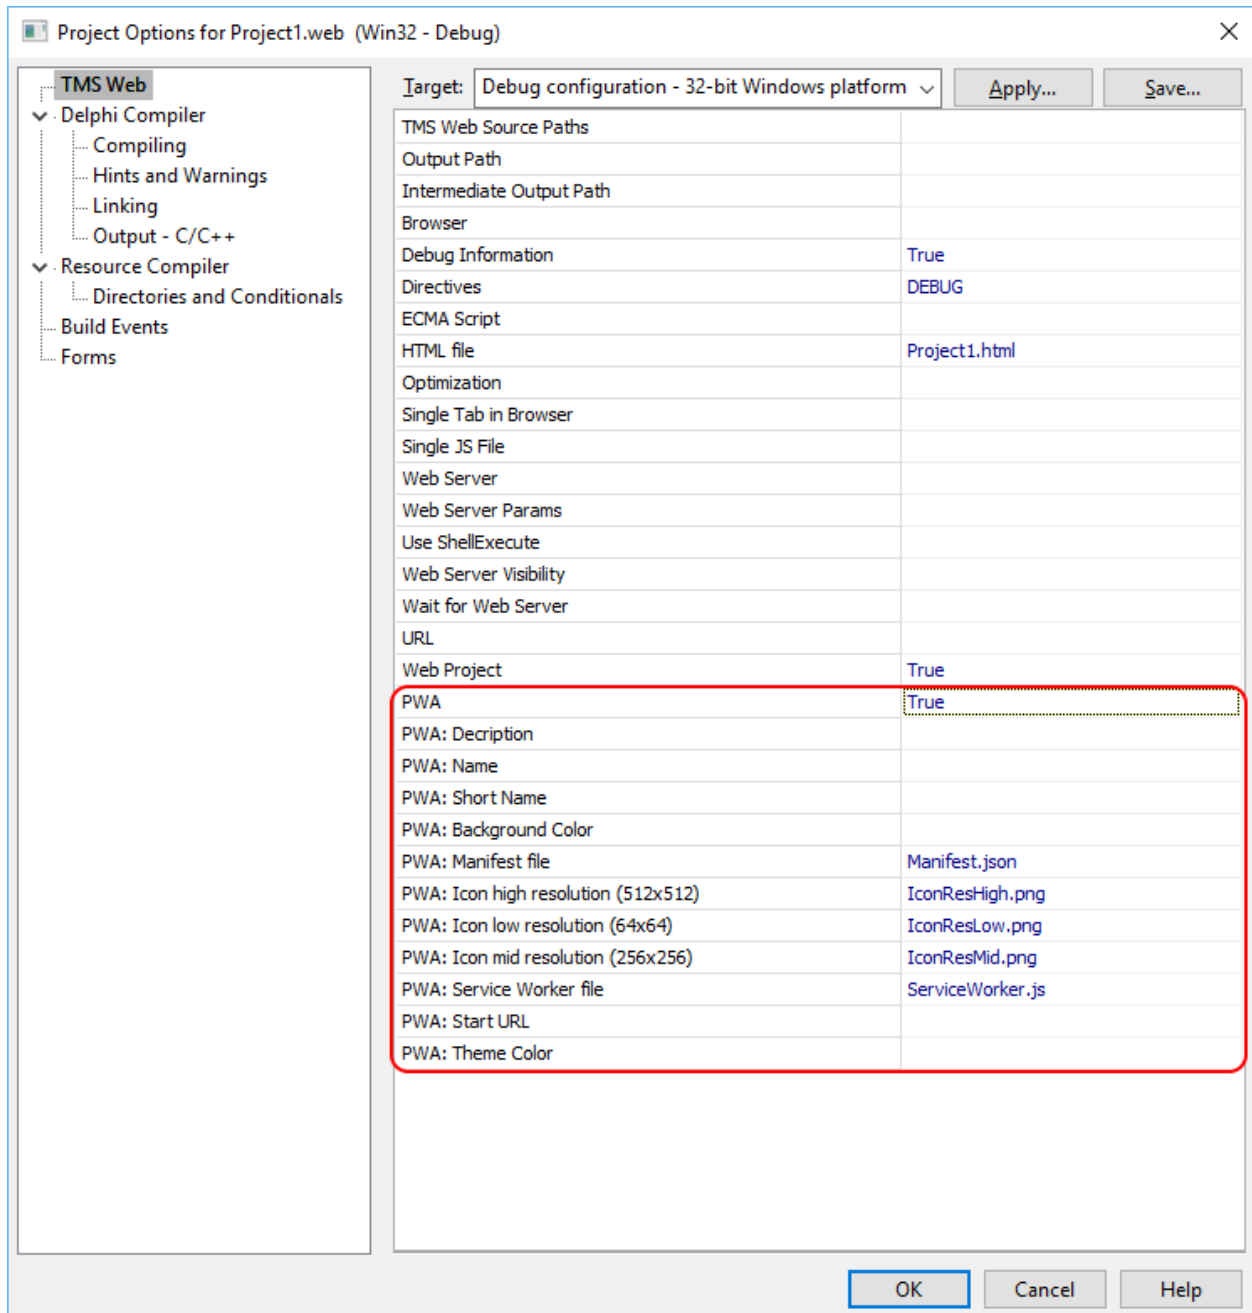 Project Options for Project1.web (Win32 - Debug)
TMS Web
Delphi Compiler
Compiling
Hints and Warnings
Linking
Output - C/C++
Resource Compiler
Directories and Conditionals
Build Events
Forms
Target: Debug configuration - 32-bit Windows platform Apply... Save...
TMS Web Source Paths
Output Path
Intermediate Output Path
Browser
Debug Information True
Directives DEBUG
ECMA Script
HTML file Project1.html
Optimization
Single Tab in Browser
Single JS File
Web Server
Web Server Params
Use ShellExecute
Web Server Visibility
Wait for Web Server
URL
Web Project True
PWA True
PWA: Decription
PWA: Name
PWA: Short Name
PWA: Background Color
PWA: Manifest file Manifest.json
PWA: Icon high resolution (512x512) IconResHigh.png
PWA: Icon low resolution (64x64) IconResLow.png
PWA: Icon mid resolution (256x256) IconResMid.png
PWA: Service Worker file ServiceWorker.js
PWA: Start URL
PWA: Theme Color
OK Cancel Help